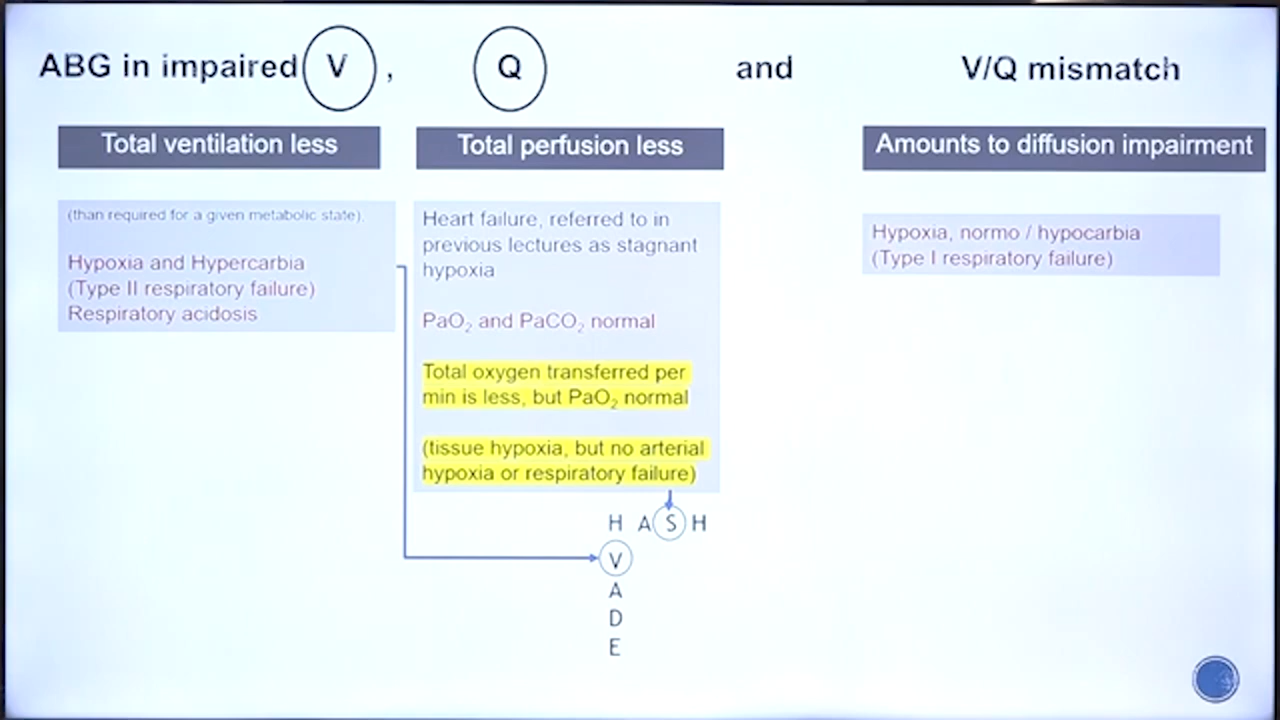 ABG in impaired V , Q and V/Q mismatch
Total ventilation less
(than required for a given metabolic state),
Hypoxia and Hypercarbia
(Type II respiratory failure)
Respiratory acidosis
Total perfusion less
Heart failure, referred to in
previous lectures as stagnant
hypoxia
PaO₂ and PaCO₂ normal
Total oxygen transferred per
min is less, but PaO₂ normal
(tissue hypoxia, but no arterial
hypoxia or respiratory failure)
Amounts to diffusion impairment
Hypoxia, normo / hypocarbia
(Type I respiratory failure)
H A S H
V
A
D
E